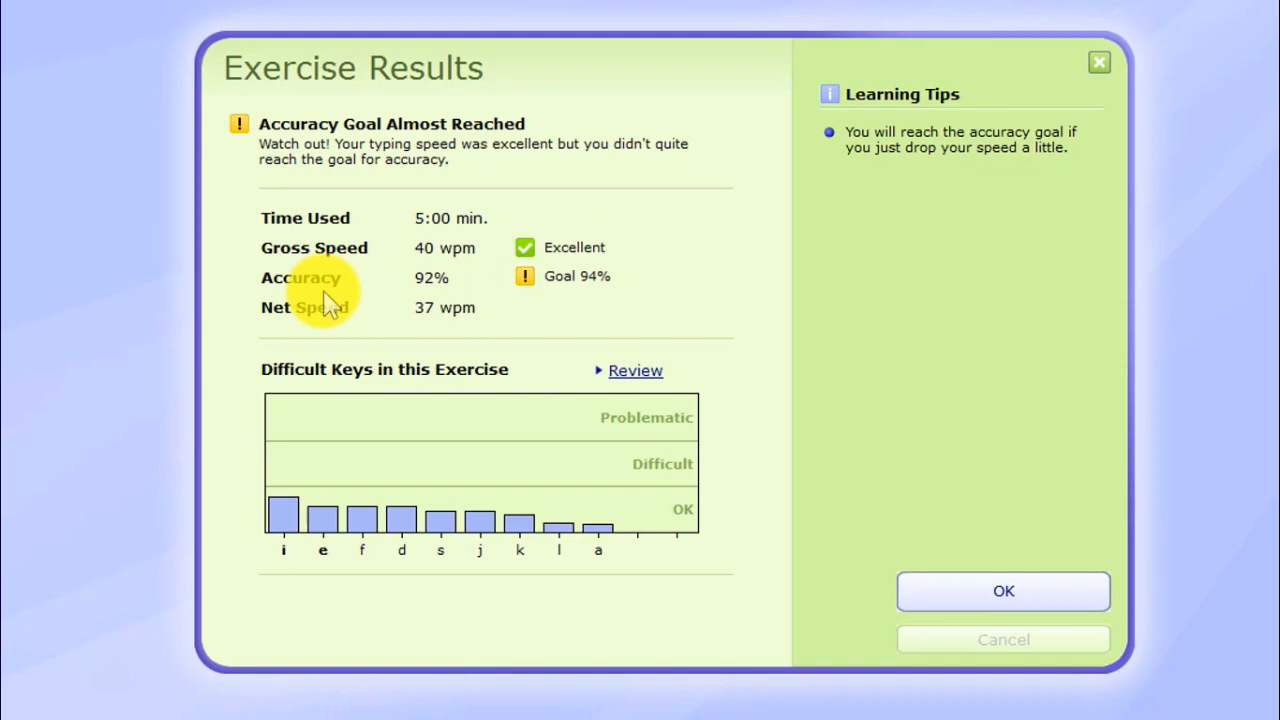 Exercise Results
! Accuracy Goal Almost Reached
Watch out! Your typing speed was excellent but you didn't quite
reach the goal for accuracy.
Time Used 5:00 min.
Gross Speed 40 wpm Excellent
Accuracy 92% ! Goal 94%
Net Speed 37 wpm
Difficult Keys in this Exercise Review
Problematic
Difficult
OK
i e f d s j k l a
i Learning Tips
You will reach the accuracy goal if
you just drop your speed a little.
OK
Cancel